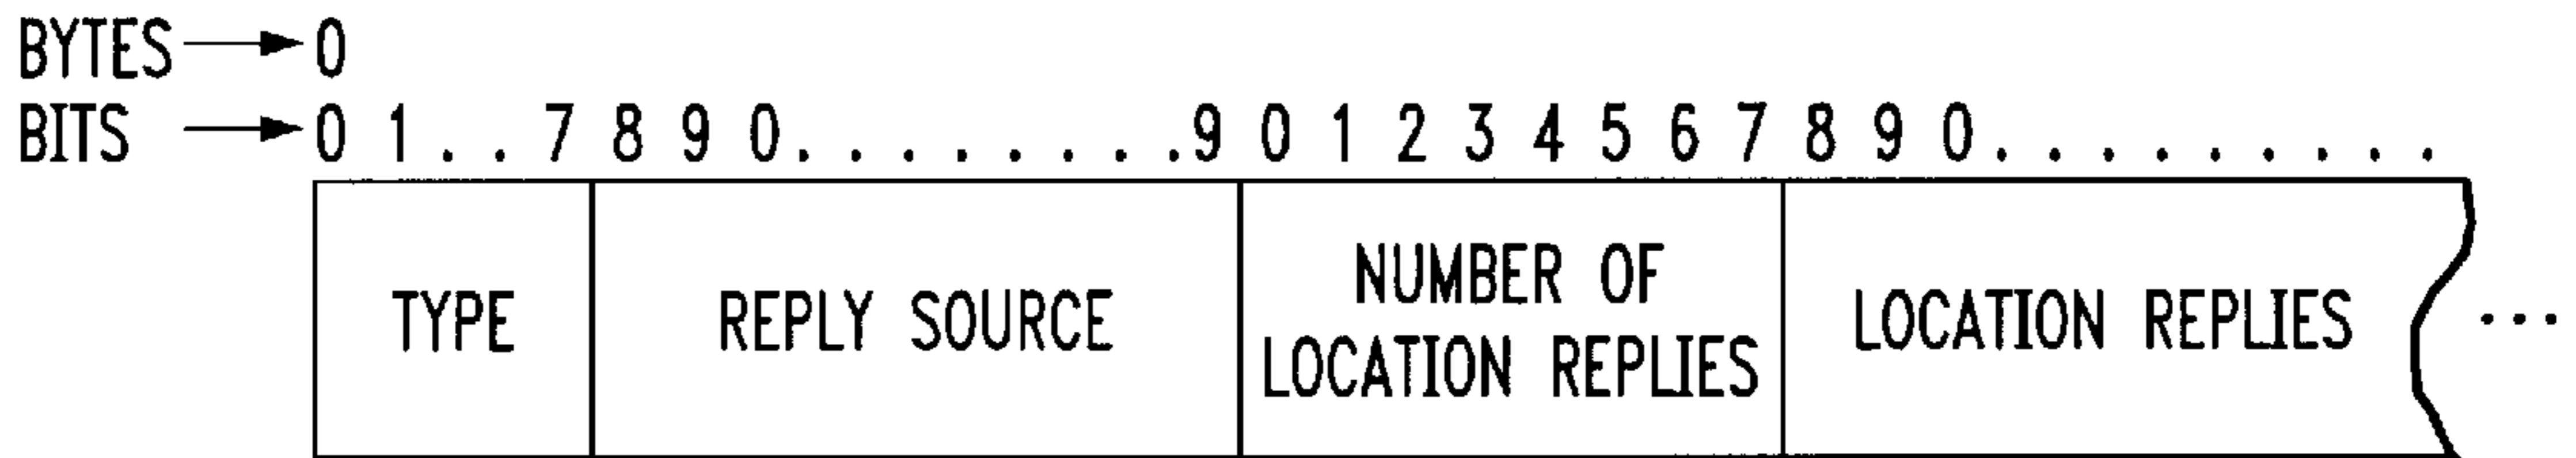 BYTES → 0
BITS → 0 1 . . 7 8 9 0 . . . . . . . . 9 0 1 2 3 4 5 6 7 8 9 0 . . . . . . . . .
TYPE
REPLY SOURCE
NUMBER OF
LOCATION REPLIES
LOCATION REPLIES
...